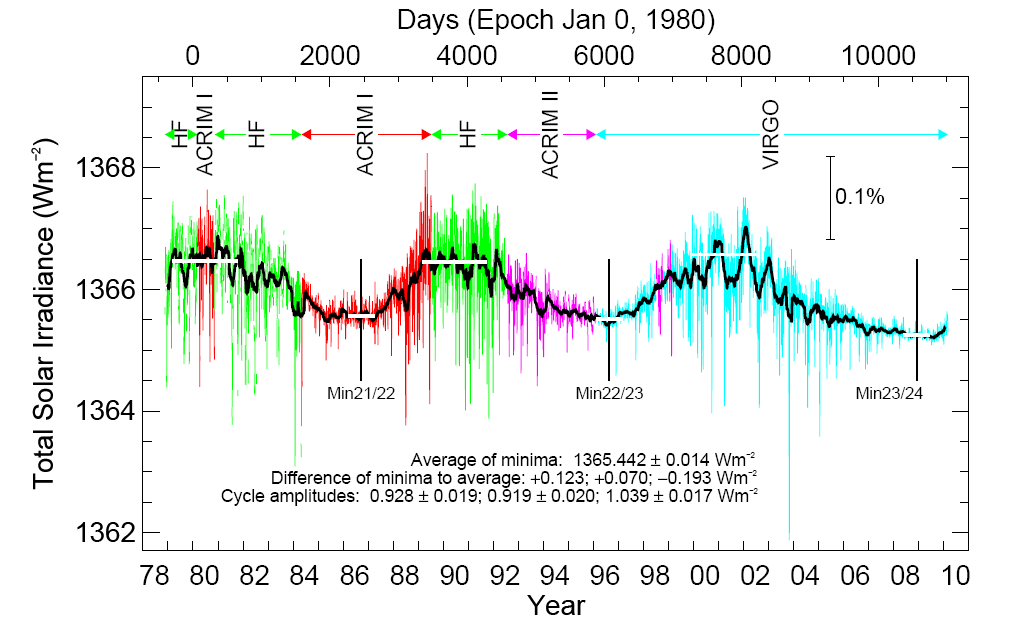 Days (Epoch Jan 0, 1980)
0 2000 4000 6000 8000 10000
HF
ACRIM I
HF
ACRIM I
HF
ACRIM II
VIRGO
0.1%
Total Solar Irradiance (Wm⁻²)
1368
1366
1364
1362
Min21/22
Min22/23
Min23/24
Average of minima: 1365.442 ± 0.014 Wm⁻²
Difference of minima to average: +0.123; +0.070; −0.193 Wm⁻²
Cycle amplitudes: 0.928 ± 0.019; 0.919 ± 0.020; 1.039 ± 0.017 Wm⁻²
78 80 82 84 86 88 90 92 94 96 98 00 02 04 06 08 10
Year